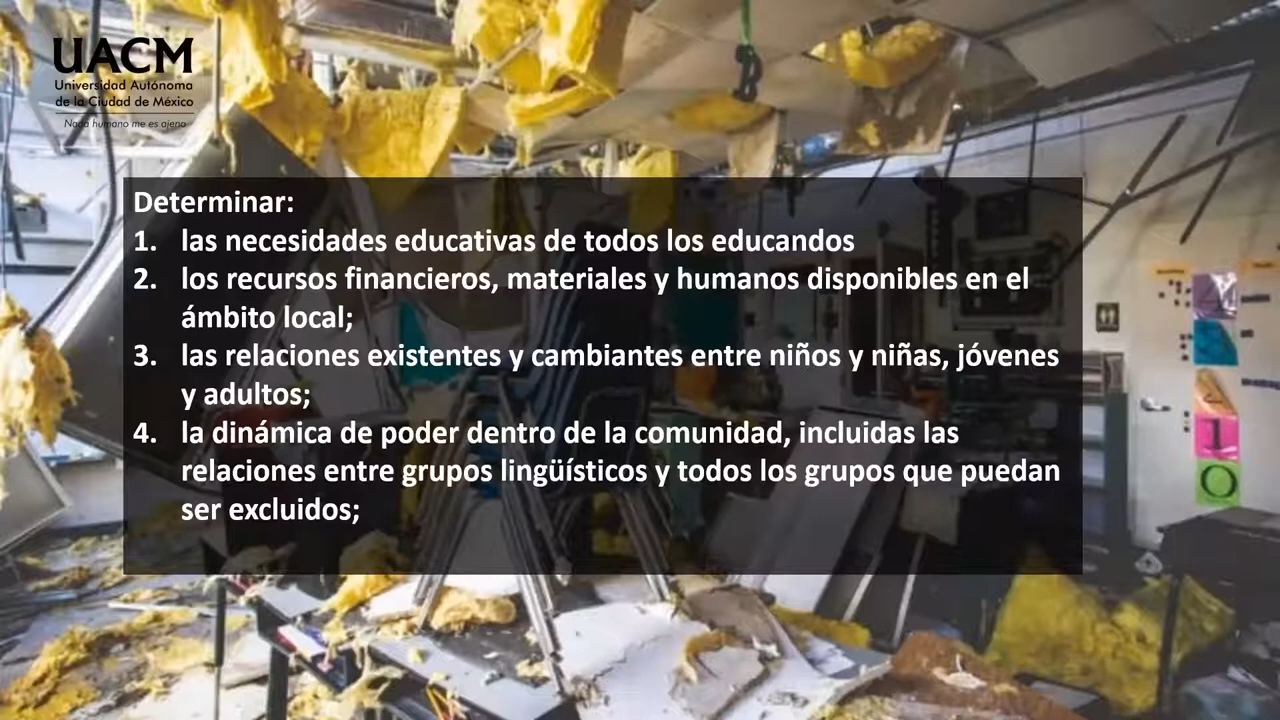 UACM
Universidad Autónoma
de la Ciudad de México
Nada humano me es ajeno
Determinar:
1. las necesidades educativas de todos los educandos
2. los recursos financieros, materiales y humanos disponibles en el
ámbito local;
3. las relaciones existentes y cambiantes entre niños y niñas, jóvenes
y adultos;
4. la dinámica de poder dentro de la comunidad, incluidas las
relaciones entre grupos lingüísticos y todos los grupos que puedan
ser excluidos;